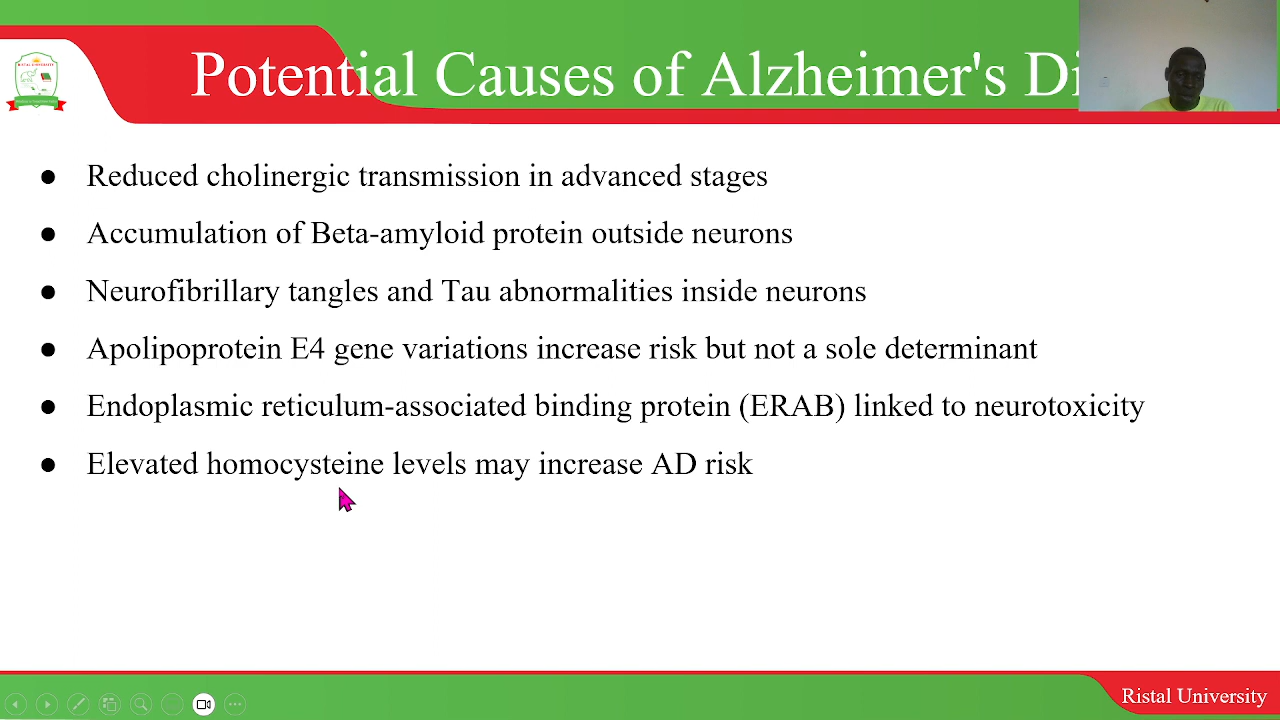 RISTAL UNIVERSITY
Potential Causes of Alzheimer's Di
● Reduced cholinergic transmission in advanced stages
● Accumulation of Beta-amyloid protein outside neurons
● Neurofibrillary tangles and Tau abnormalities inside neurons
● Apolipoprotein E4 gene variations increase risk but not a sole determinant
● Endoplasmic reticulum-associated binding protein (ERAB) linked to neurotoxicity
● Elevated homocysteine levels may increase AD risk
Ristal University